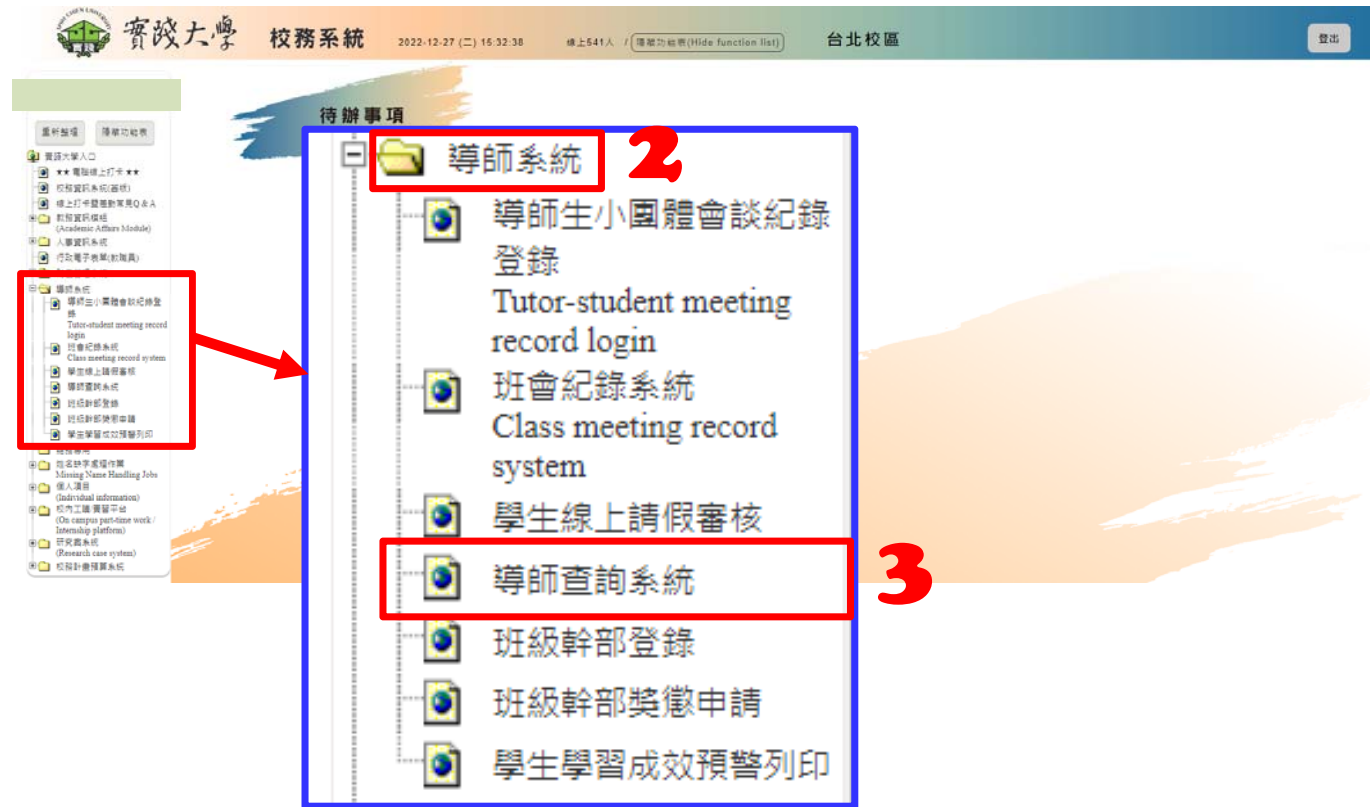 SHIH CHIEN UNIVERSITY
實踐
實踐大學 校務系統 2022-12-27 (二) 15:32:38 線上541人 / 隱藏功能表(Hide function list) 台北校區 登出
待辦事項
重新整理 隱藏功能表
實踐大學入口
★★ 電腦線上打卡 ★★
校務資訊系統(舊版)
線上打卡暨差勤常見Q & A
教務資訊模組
(Academic Affairs Module)
人事資訊系統
行政電子表單(教職員)
導師系統
導師生小團體會談紀錄登
錄
Tutor-student meeting record
login
班會紀錄系統
Class meeting record system
學生線上請假審核
導師查詢系統
班級幹部登錄
班級幹部獎懲申請
學生學習成效預警列印
姓名缺字處理作業
Missing Name Handling Jobs
個人項目
(Individual information)
校內工讀/實習平台
(On campus part-time work /
Internship platform)
研究案系統
(Research case system)
校務計畫預算系統
導師系統 2
導師生小團體會談紀錄
登錄
Tutor-student meeting
record login
班會紀錄系統
Class meeting record
system
學生線上請假審核
導師查詢系統 3
班級幹部登錄
班級幹部獎懲申請
學生學習成效預警列印